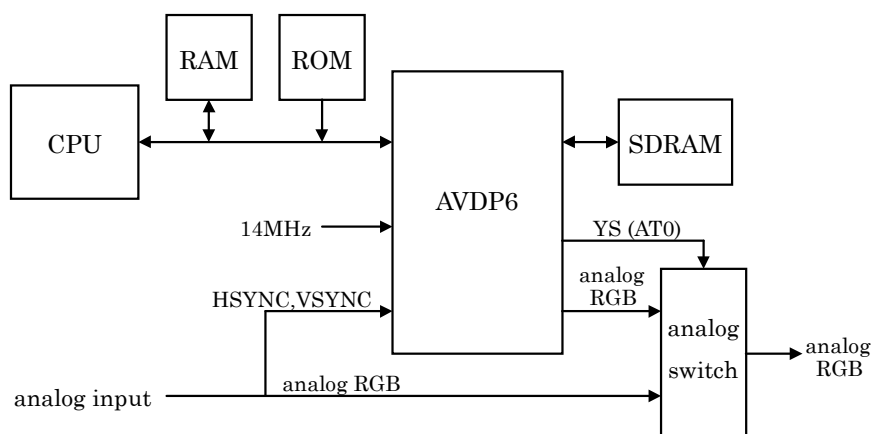 RAM
ROM
CPU
SDRAM
AVDP6
14MHz
YS (AT0)
analog
RGB
HSYNC,VSYNC
analog
switch
analog
RGB
analog input
analog RGB